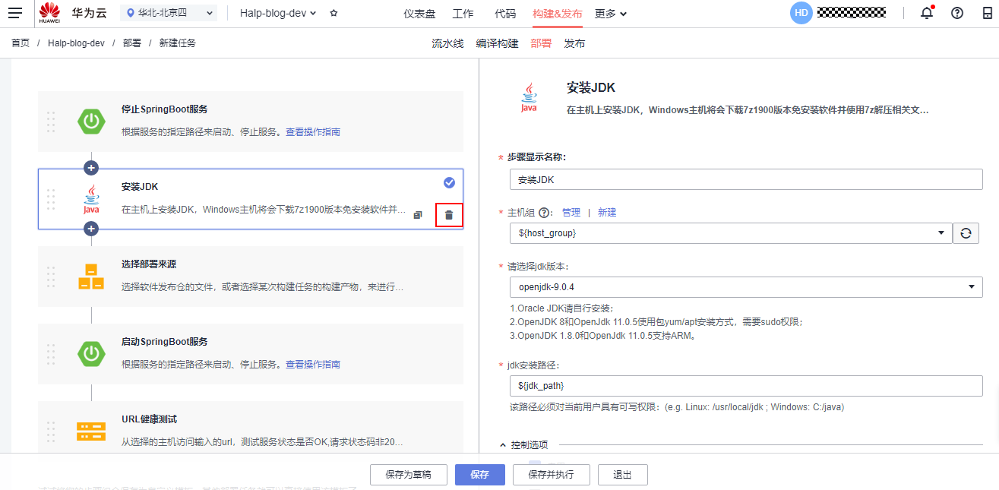 HUAWEI
华为云
华北-北京四
Halp-blog-dev
仪表盘 工作 代码 构建&发布 更多
HD
首页 / Halp-blog-dev / 部署 / 新建任务
流水线 编译构建 部署 发布
停止SpringBoot服务
根据服务的指定路径来启动、停止服务。查看操作指南
Java
安装JDK
在主机上安装JDK，Windows主机将会下载7z1900版本免安装软件并…
选择部署来源
选择软件发布仓的文件，或者选择某次构建任务的构建产物，来进行…
启动SpringBoot服务
根据服务的指定路径来启动、停止服务。查看操作指南
URL健康测试
从选择的主机访问输入的url，测试服务状态是否OK,请求状态码非20…
Java
安装JDK
在主机上安装JDK，Windows主机将会下载7z1900版本免安装软件并使用7z解压相关文…
* 步骤显示名称:
安装JDK
* 主机组 ? : 管理 | 新建
${host_group}
* 请选择jdk版本:
openjdk-9.0.4
1.Oracle JDK请自行安装；
2.OpenJDK 8和OpenJdk 11.0.5使用包yum/apt安装方式，需要sudo权限；
3.OpenJDK 1.8.0和OpenJdk 11.0.5支持ARM。
* jdk安装路径:
${jdk_path}
该路径必须对当前用户具有可写权限：(e.g. Linux: /usr/local/jdk ; Windows: C:/java)
控制选项
保存为草稿 保存 保存并执行 退出